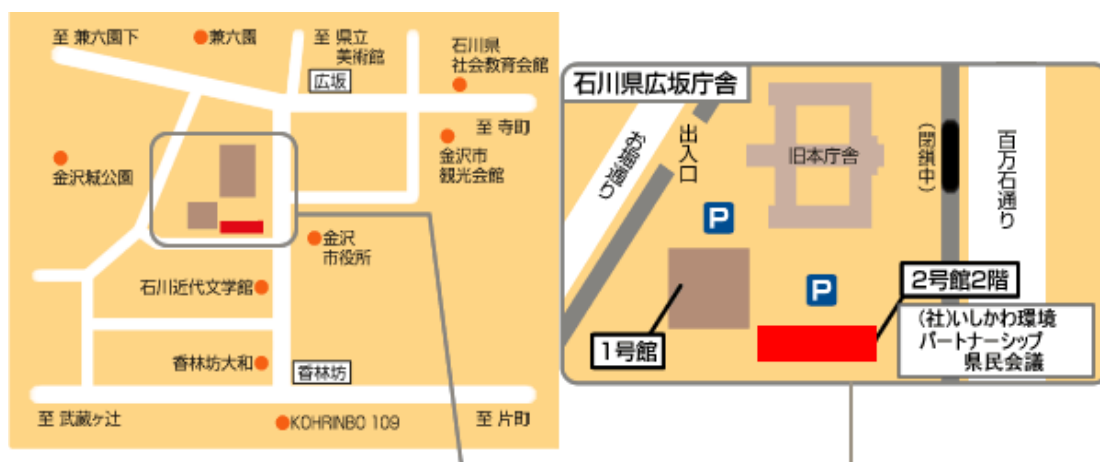 至 兼六園下
兼六園
至 県立
美術館
広坂
石川県
社会教育会館
至 寺町
金沢市
観光会館
金沢城公園
金沢
市役所
石川近代文学館
香林坊大和
香林坊
至 武蔵ヶ辻
KOHRINBO 109
至 片町
石川県広坂庁舎
お堀通り
出入口
旧本庁舎
(閉鎖中)
百万石通り
P
P
1号館
2号館2階
(社)いしかわ環境
パートナーシップ
県民会議